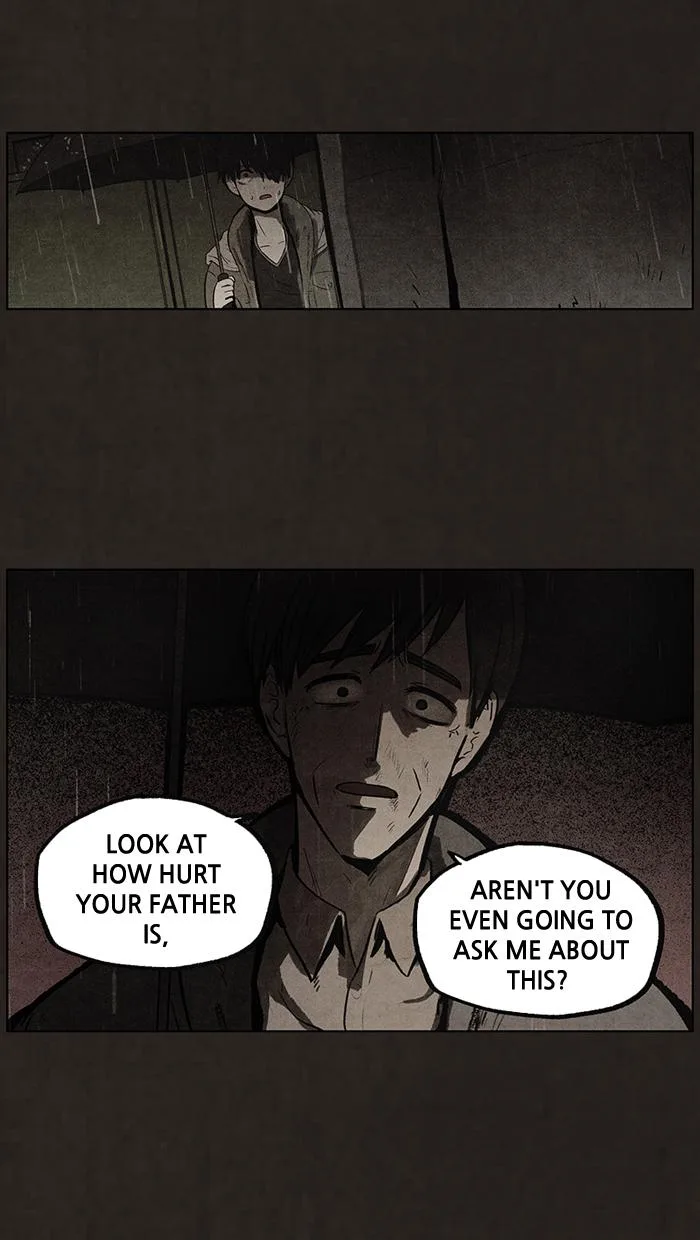 LOOK AT
HOW HURT
YOUR FATHER
IS,
AREN'T YOU
EVEN GOING TO
ASK ME ABOUT
THIS?